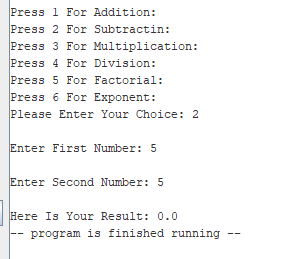 Press 1 For Addition:
Press 2 For Subtractin:
Press 3 For Multiplication:
Press 4 For Division:
Press 5 For Factorial:
Press 6 For Exponent:
Please Enter Your Choice: 2
Enter First Number: 5
Enter Second Number: 5
Here Is Your Result: 0.0
-- program is finished running --